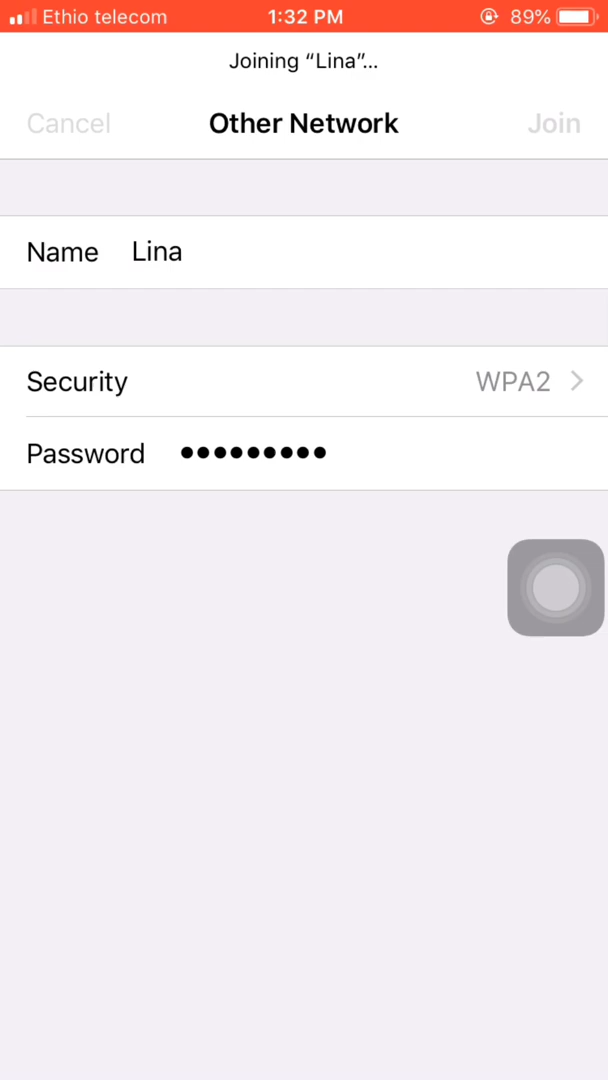 Ethio telecom 1:32 PM 89%
Joining “Lina”...
Cancel Other Network Join
Name Lina
Security WPA2
Password •••••••••